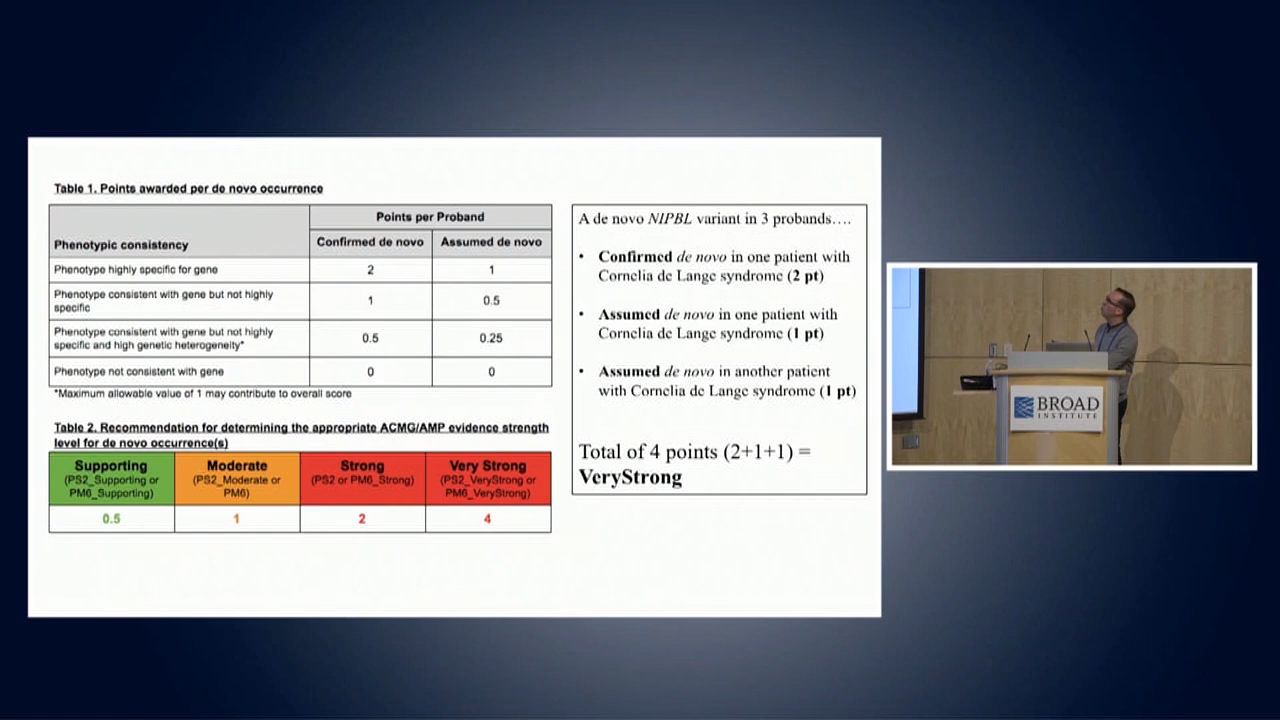 Table 1. Points awarded per de novo occurrence
Points per Proband
Phenotypic consistency
Confirmed de novo
Assumed de novo
Phenotype highly specific for gene
2
1
Phenotype consistent with gene but not highly
specific
1
0.5
Phenotype consistent with gene but not highly
specific and high genetic heterogeneity*
0.5
0.25
Phenotype not consistent with gene
0
0
*Maximum allowable value of 1 may contribute to overall score
Table 2. Recommendation for determining the appropriate ACMG/AMP evidence strength
level for de novo occurrence(s)
Supporting
(PS2_Supporting or
PM6_Supporting)
Moderate
(PS2_Moderate or
PM6)
Strong
(PS2 or PM6_Strong)
Very Strong
(PS2_VeryStrong or
PM6_VeryStrong)
0.5
1
2
4
A de novo NIPBL variant in 3 probands….
• Confirmed de novo in one patient with
Cornelia de Lange syndrome (2 pt)
• Assumed de novo in one patient with
Cornelia de Lange syndrome (1 pt)
• Assumed de novo in another patient
with Cornelia de Lange syndrome (1 pt)
Total of 4 points (2+1+1) =
VeryStrong
BROAD
INSTITUTE